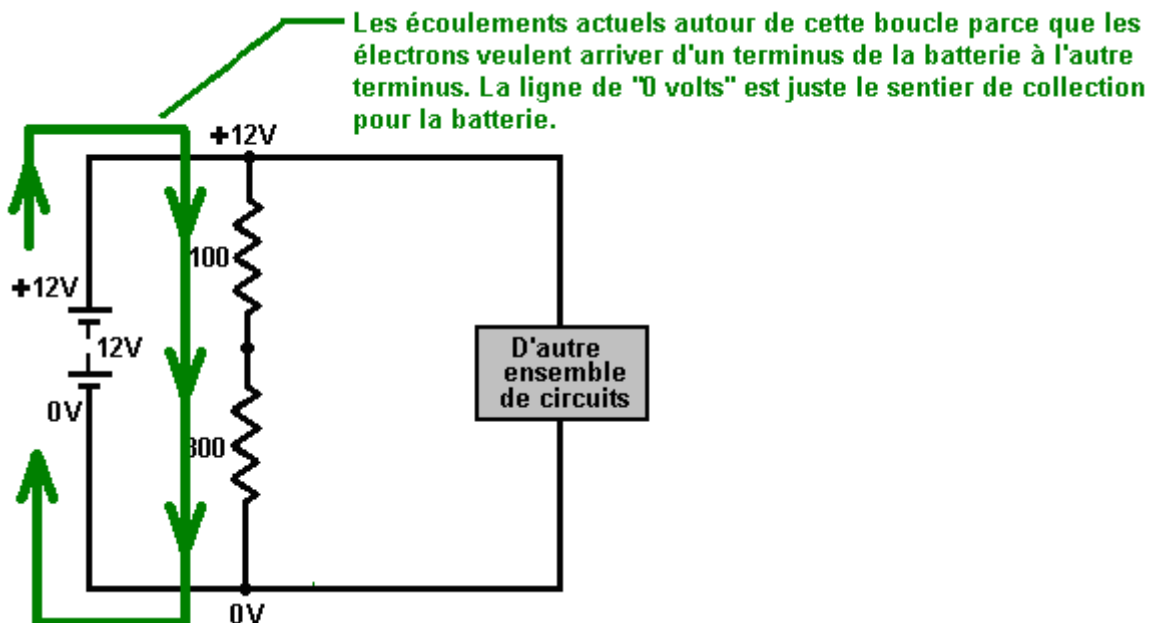 Les écoulements actuels autour de cette boucle parce que les
électrons veulent arriver d'un terminus de la batterie à l'autre
terminus. La ligne de "0 volts" est juste le sentier de collection
pour la batterie.
+12V
100
+12V
12V
D'autre
ensemble
de circuits
0V
0V